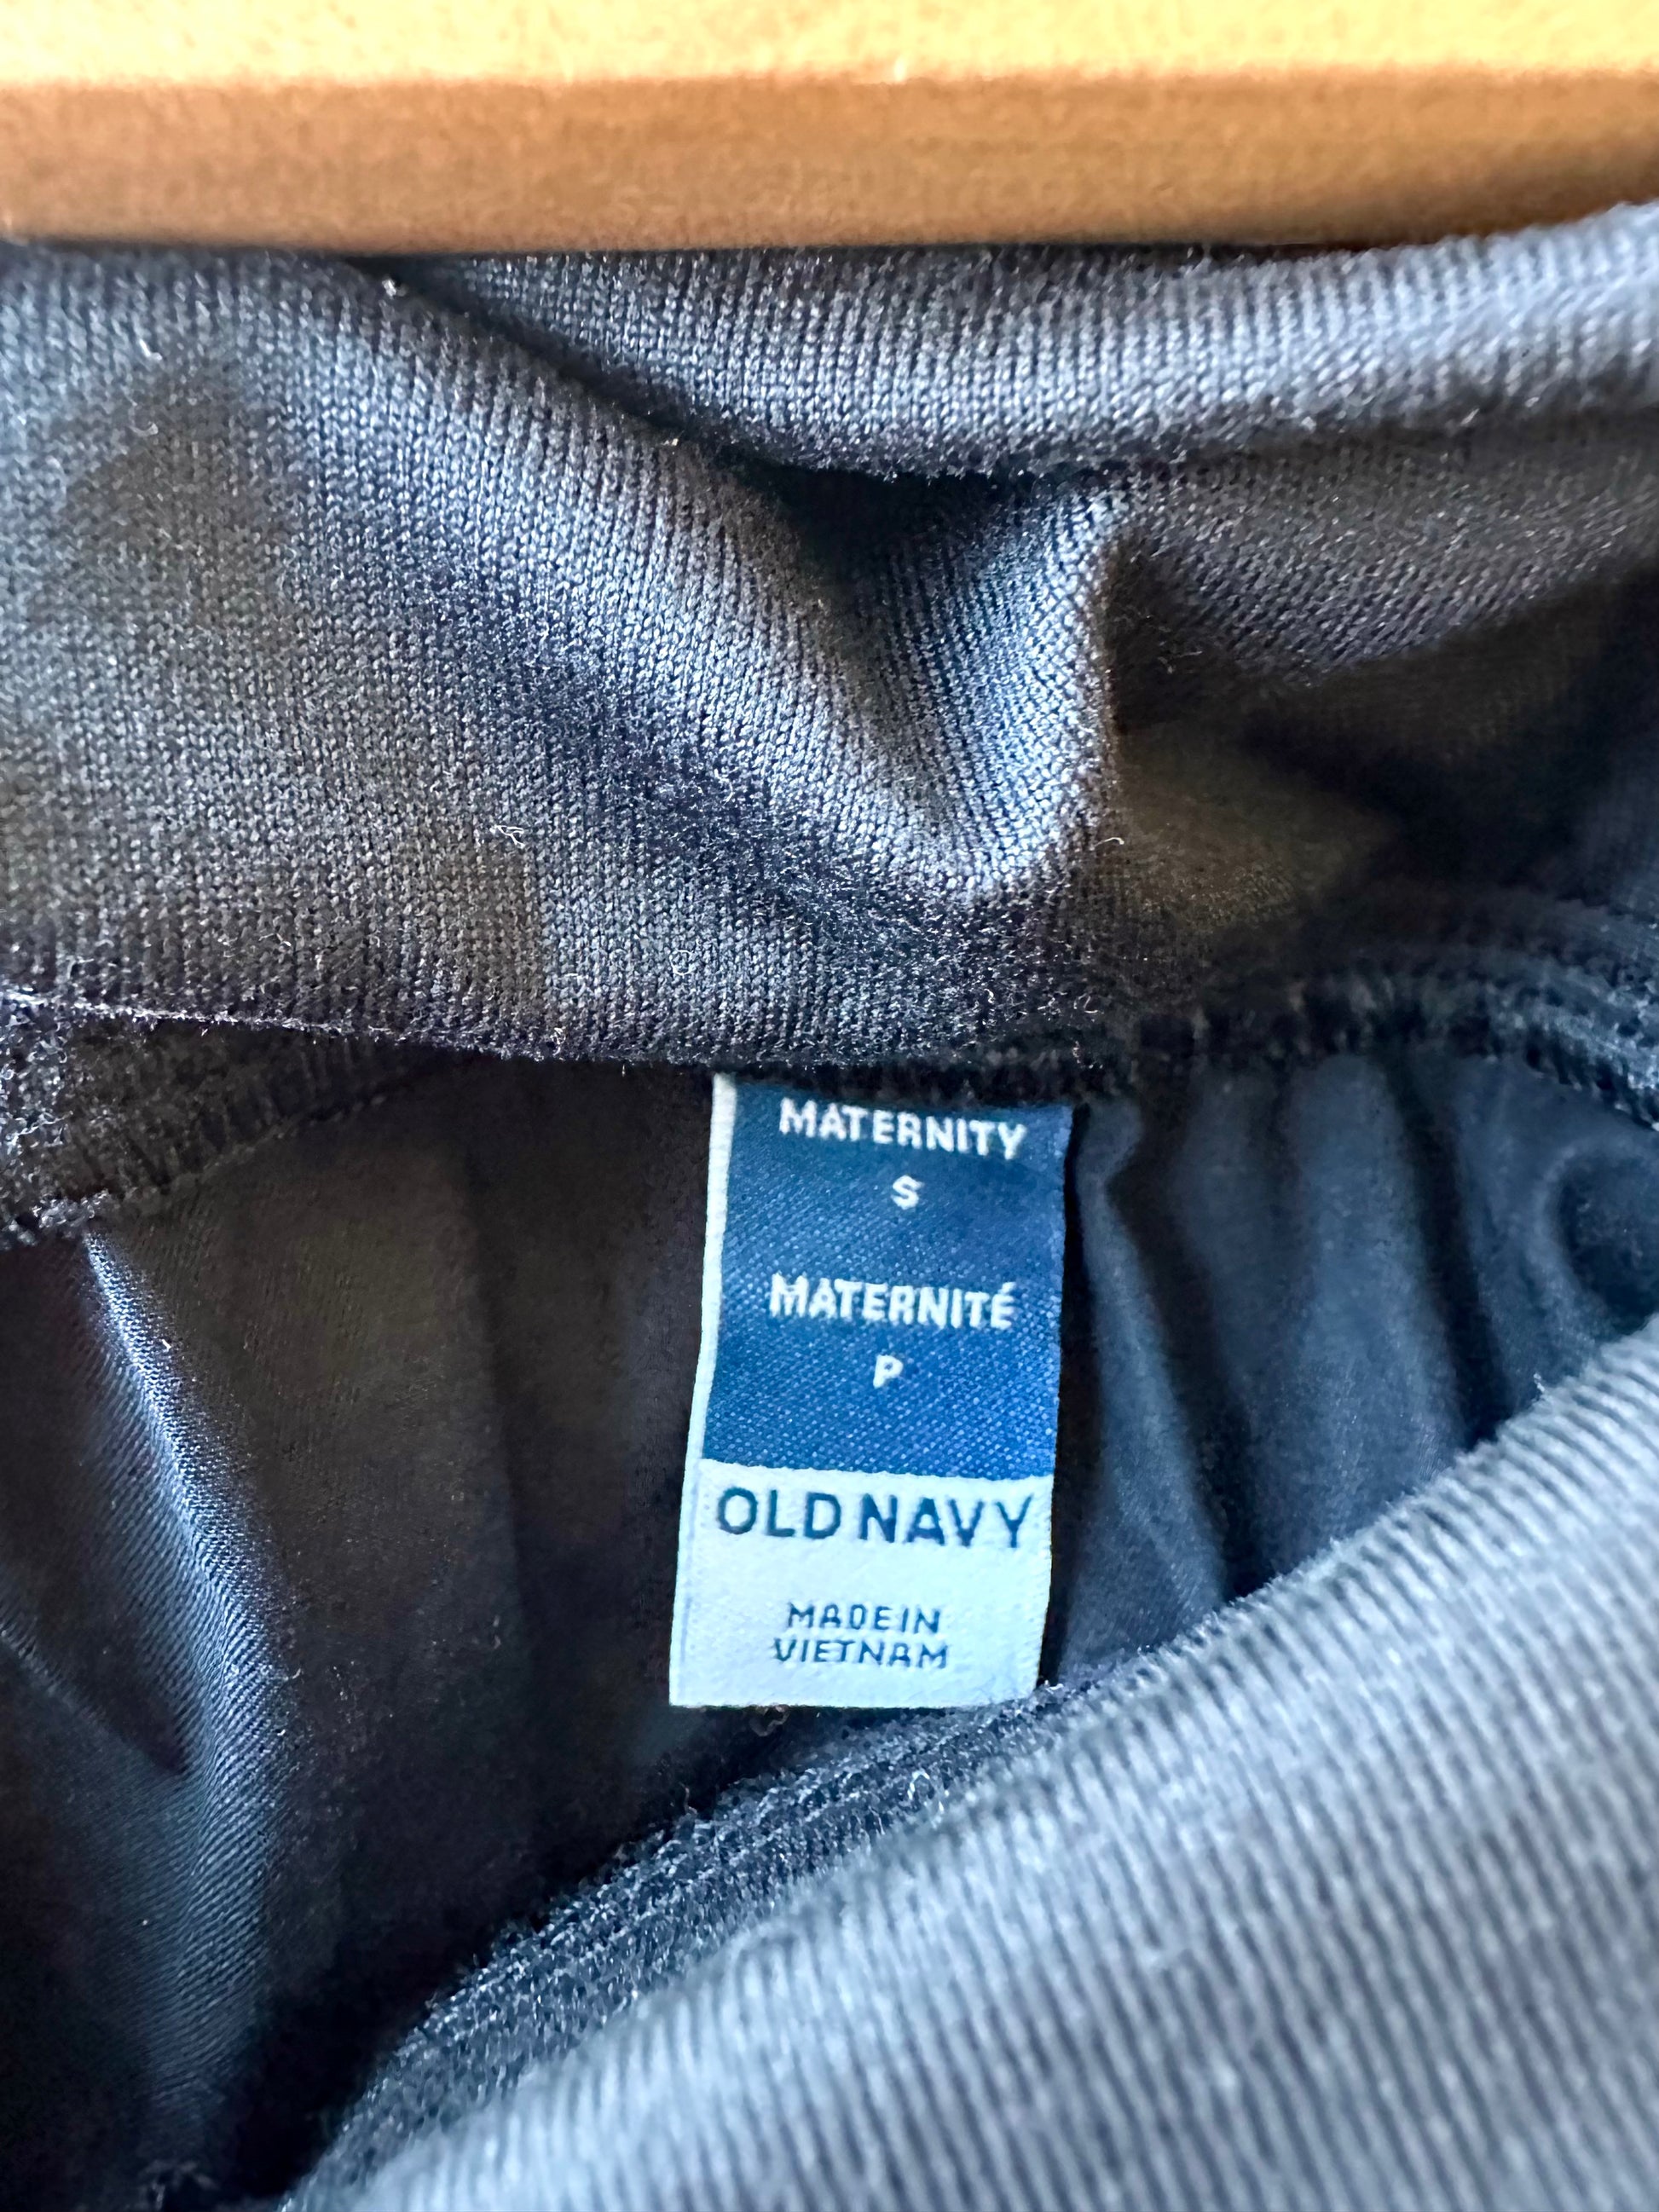 MATERNITY
S
MATERNITÉ
P
OLD NAVY
MADE IN
VIETNAM